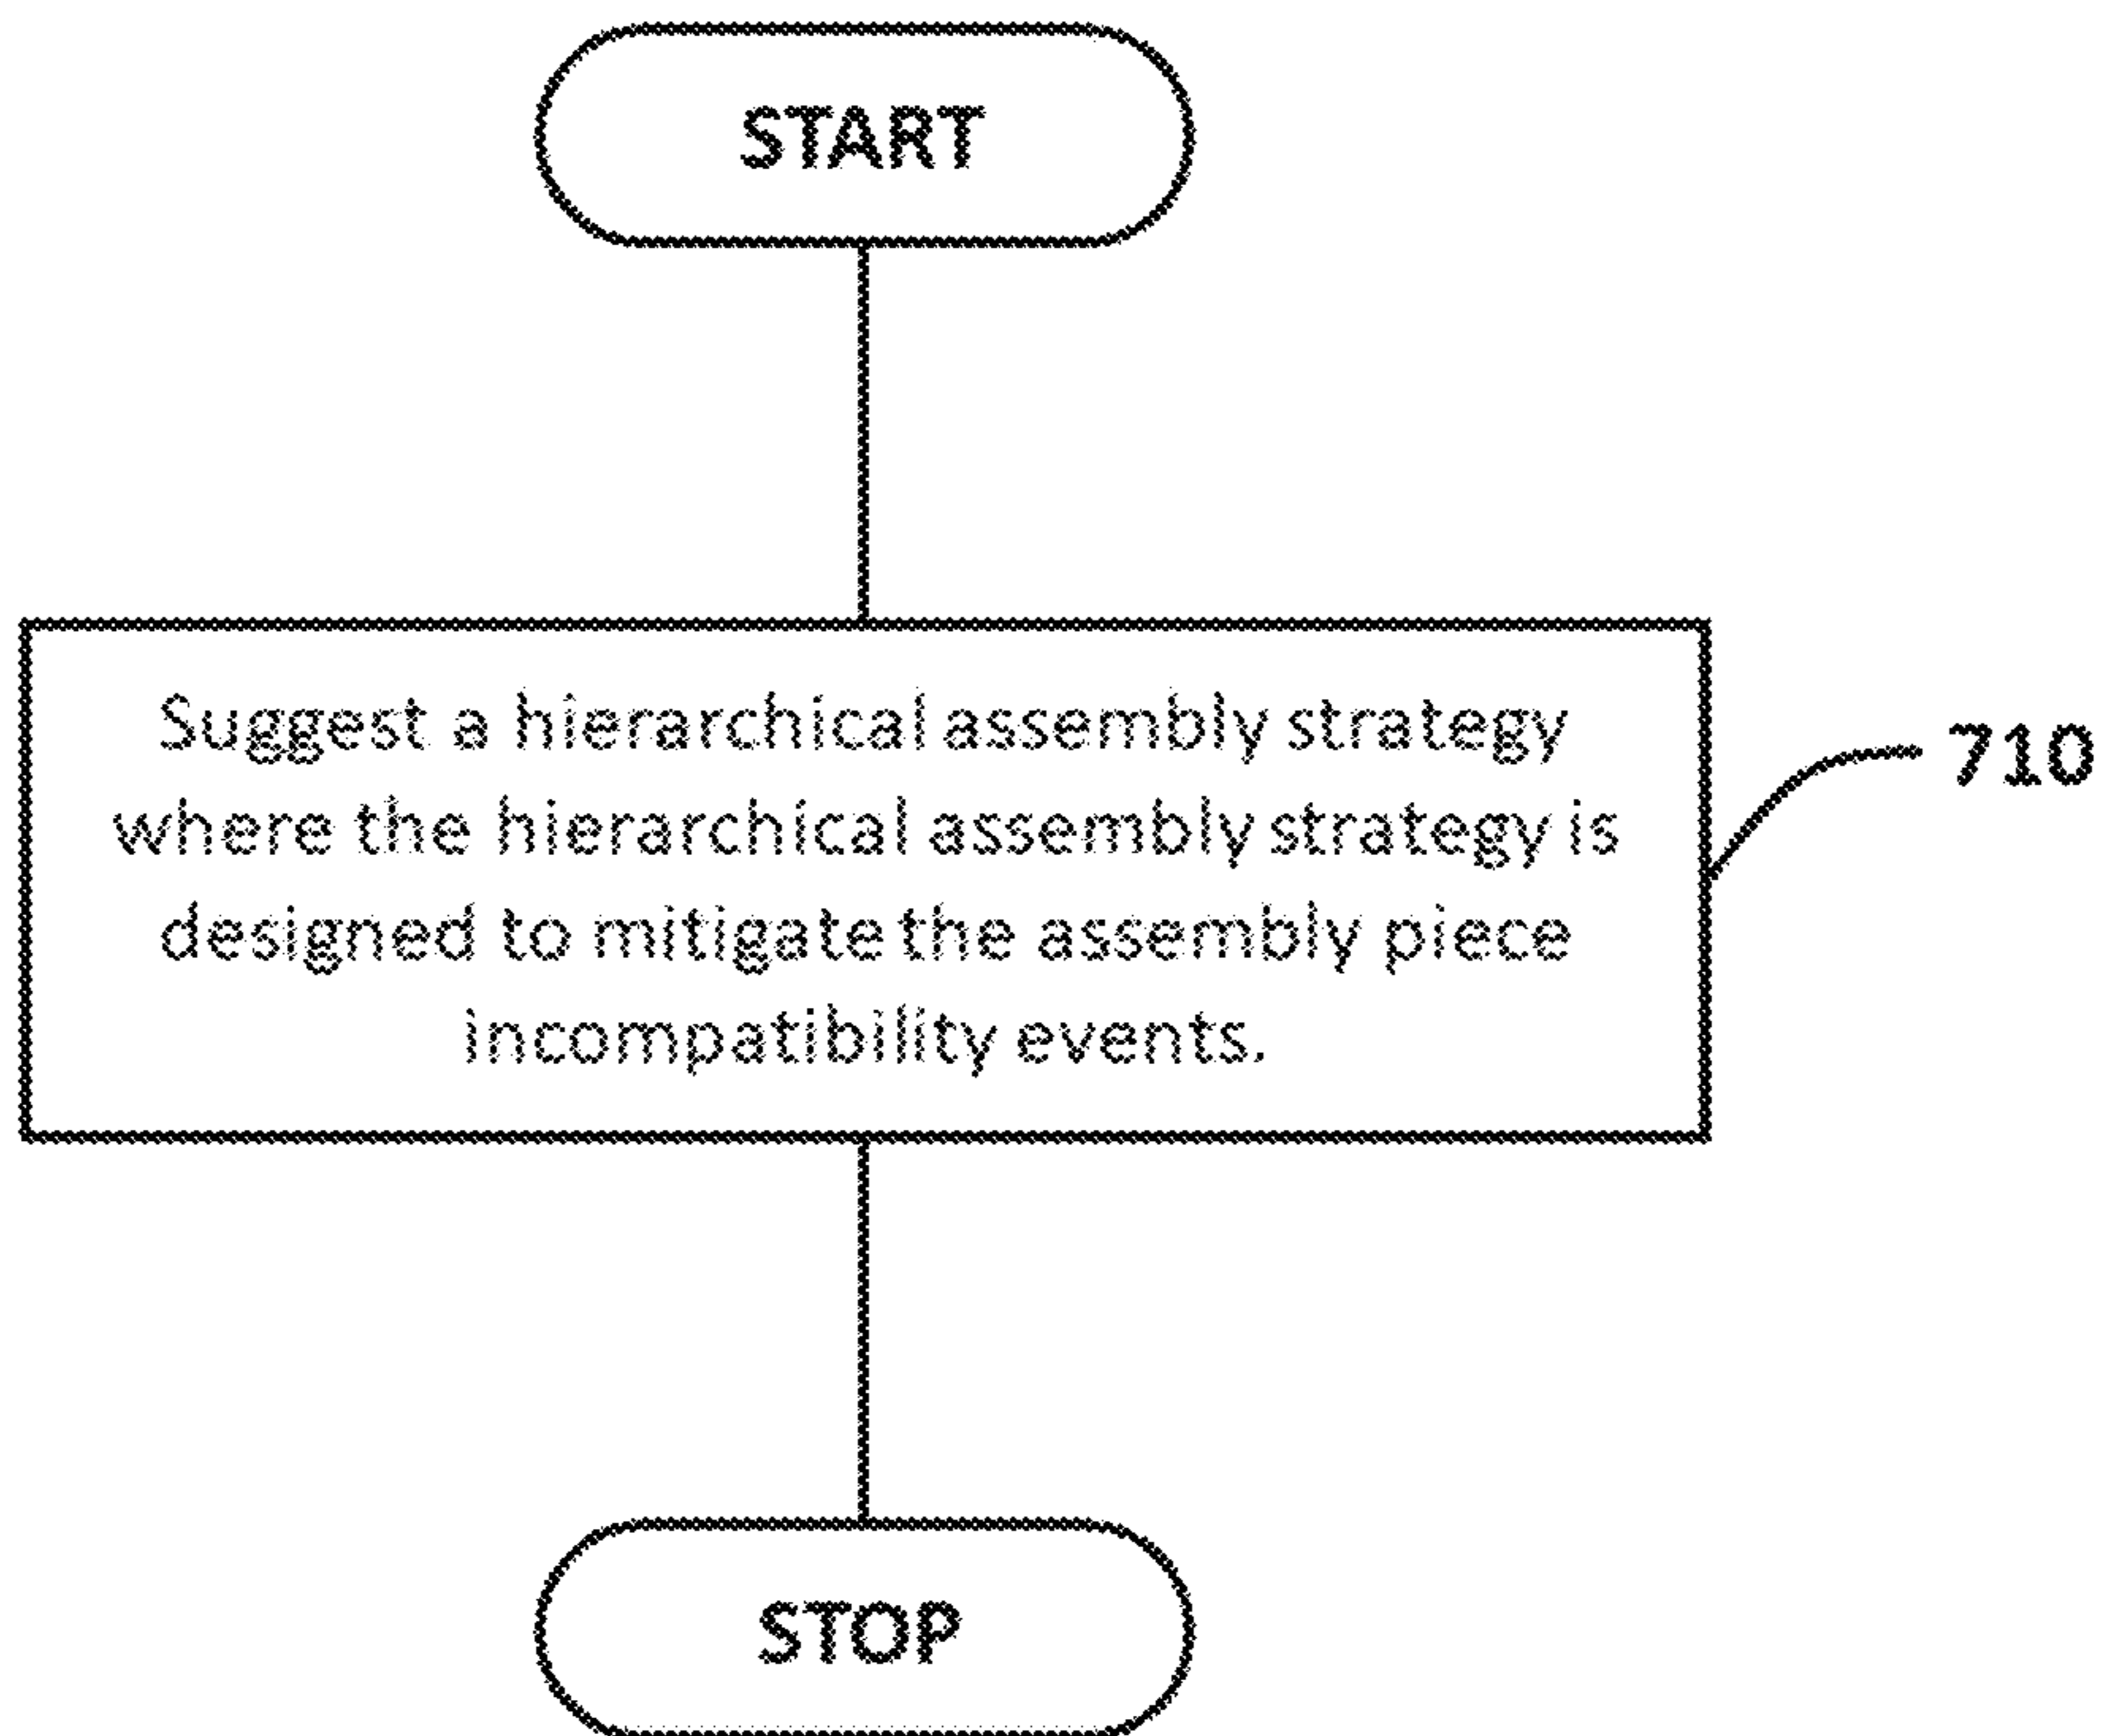 START
Suggest a hierarchical assembly strategy
where the hierarchical assembly strategy is
designed to mitigate the assembly piece
incompatibility events.
710
STOP